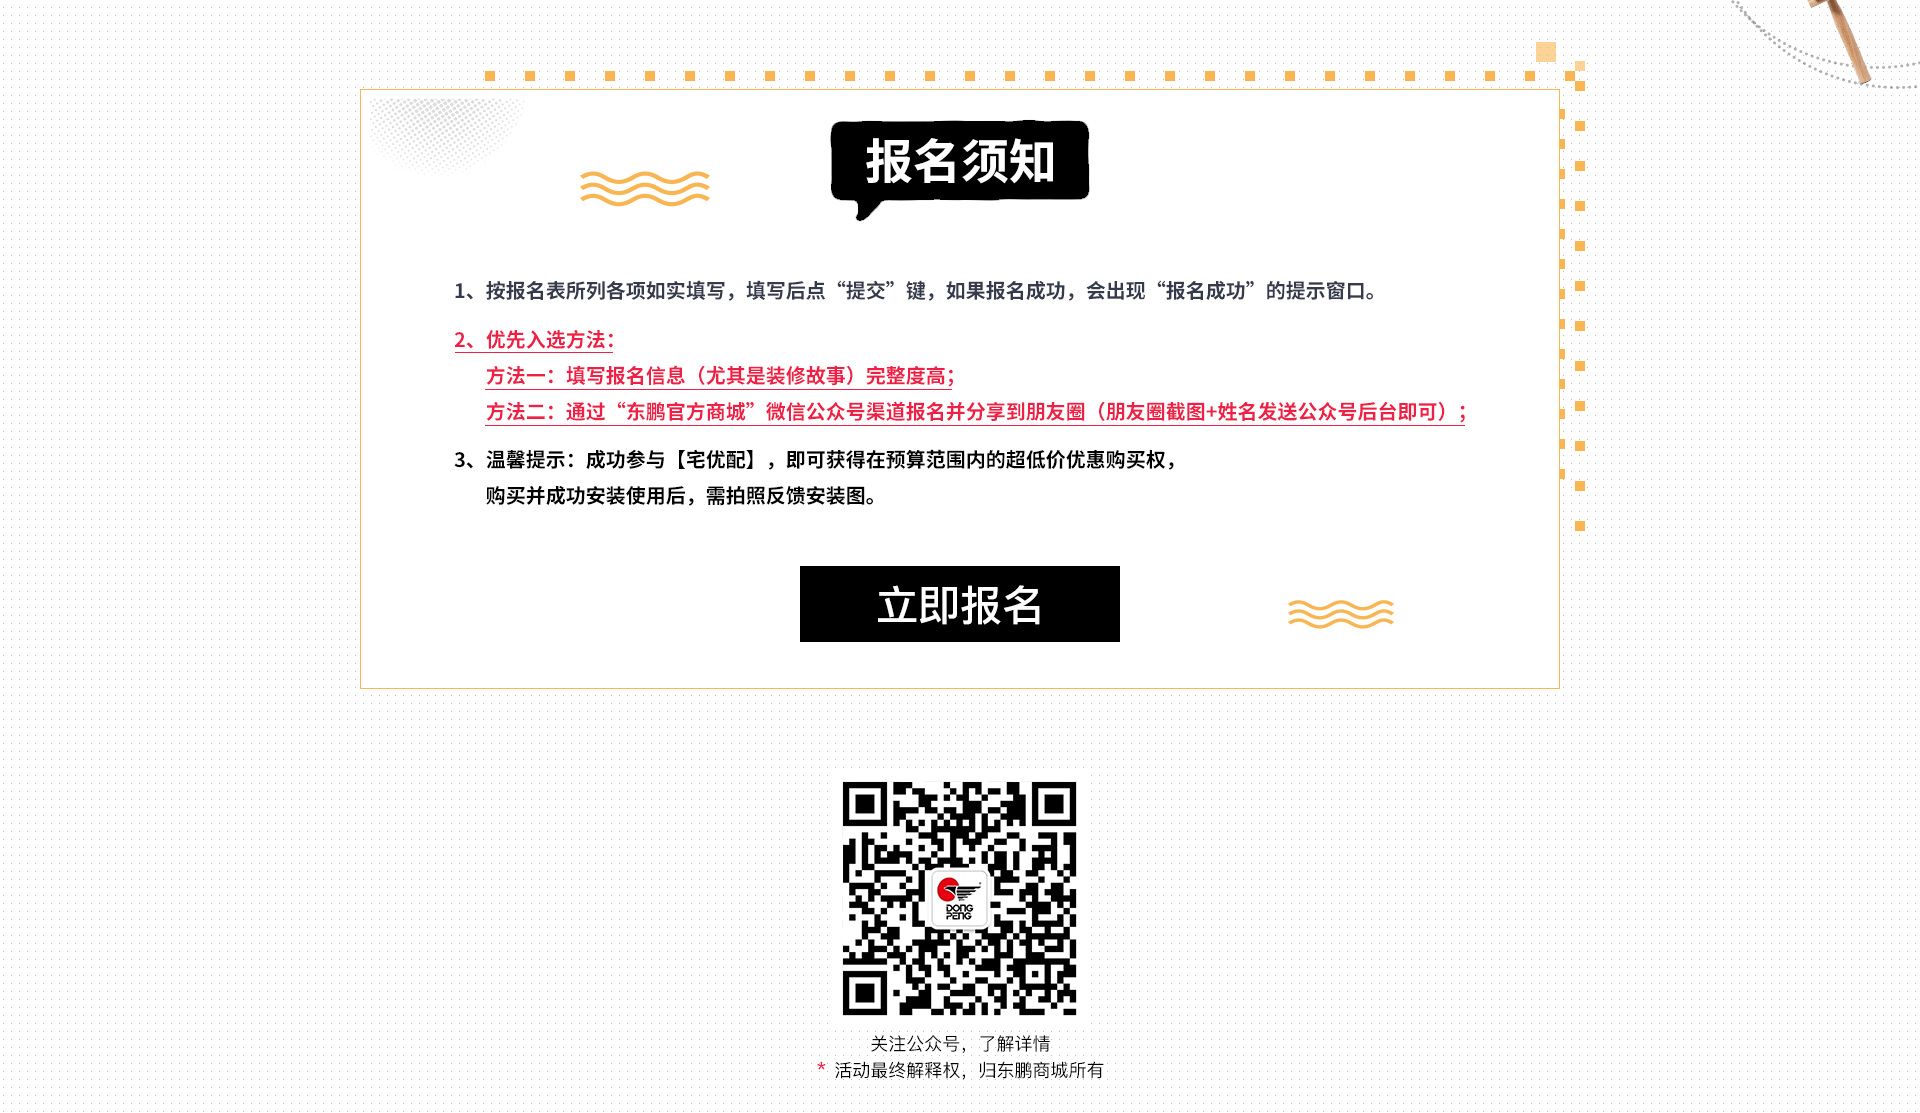 报名须知
1、按报名表所列各项如实填写，填写后点“提交”键，如果报名成功，会出现“报名成功”的提示窗口。
2、优先入选方法：
方法一：填写报名信息（尤其是装修故事）完整度高；
方法二：通过“东鹏官方商城”微信公众号渠道报名并分享到朋友圈（朋友圈截图+姓名发送公众号后台即可）；
3、温馨提示：成功参与【宅优配】，即可获得在预算范围内的超低价优惠购买权，
购买并成功安装使用后，需拍照反馈安装图。
立即报名
DONG
PENG
关注公众号，了解详情
* 活动最终解释权，归东鹏商城所有